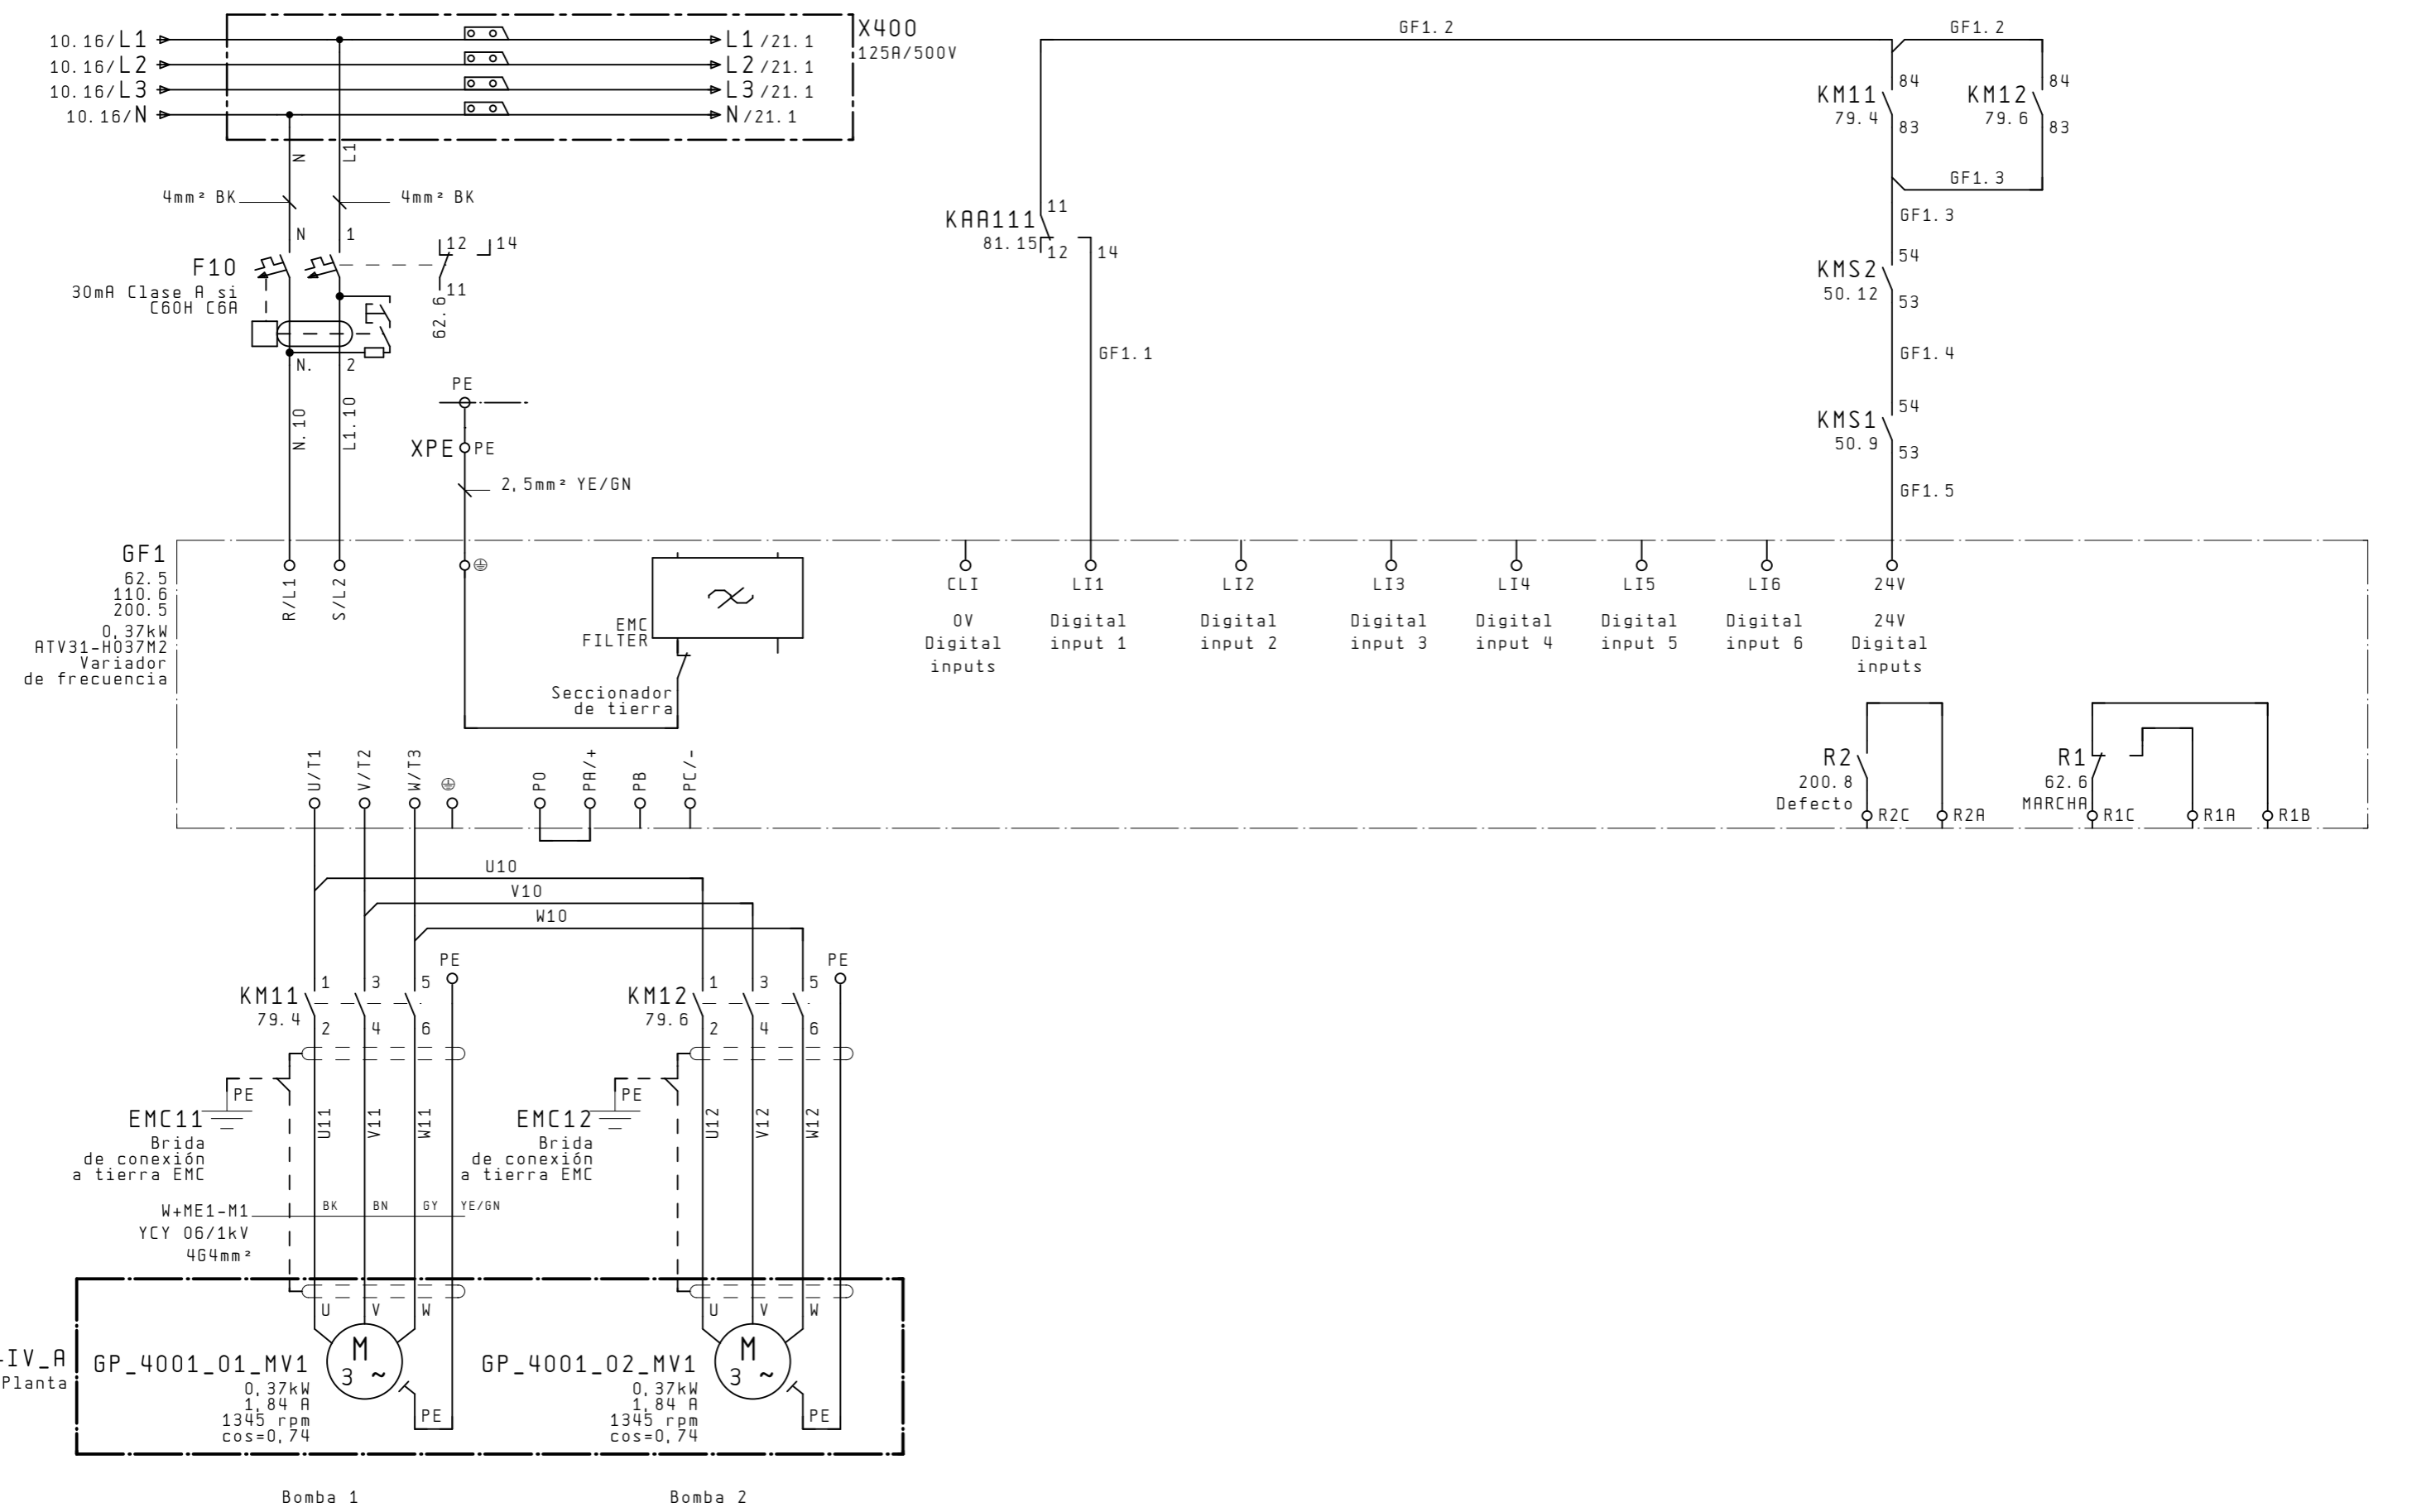 10.16/L1
10.16/L2
10.16/L3
10.16/N
L1/21.1
L2/21.1
L3/21.1
N/21.1
X400
125A/500V
N
L1
4mm² BK
4mm² BK
N
1
12
14
11
62.6
F10
30mA Clase A si
C60H C6A
N.
2
N.10
L1.10
PE
XPE
PE
2,5mm² YE/GN
GF1.2
GF1.2
KM11
79.4
84
83
KM12
79.6
84
83
GF1.3
GF1.3
KAA111
81.15
11
12
14
GF1.1
KMS2
50.12
54
53
GF1.4
KMS1
50.9
54
53
GF1.5
GF1
62.5
110.6
200.5
0,37kW
ATV31-H037M2
Variador
de frecuencia
R/L1
S/L2
EMC
FILTER
Seccionador
de tierra
CLI
0V
Digital
inputs
LI1
Digital
input 1
LI2
Digital
input 2
LI3
Digital
input 3
LI4
Digital
input 4
LI5
Digital
input 5
LI6
Digital
input 6
24V
24V
Digital
inputs
R2
200.8
Defecto
R2C
R2A
R1
62.6
MARCHA
R1C
R1A
R1B
U/T1
V/T2
W/T3
PO
PA/+
PB
PC/-
U10
V10
W10
KM11
79.4
1
3
5
PE
2
4
6
KM12
79.6
1
3
5
PE
2
4
6
PE
EMC11
Brida
de conexión
a tierra EMC
U11
V11
W11
PE
EMC12
Brida
de conexión
a tierra EMC
U12
V12
W12
W+ME1-M1
YCY 06/1kV
4G4mm²
BK
BN
GY
YE/GN
U
V
W
U
V
W
-IV_A
Planta
GP_4001_01_MV1
0,37kW
1,84 A
1345 rpm
cos=0,74
M
3 ~
PE
GP_4001_02_MV1
0,37kW
1,84 A
1345 rpm
cos=0,74
M
3 ~
PE
Bomba 1
Bomba 2